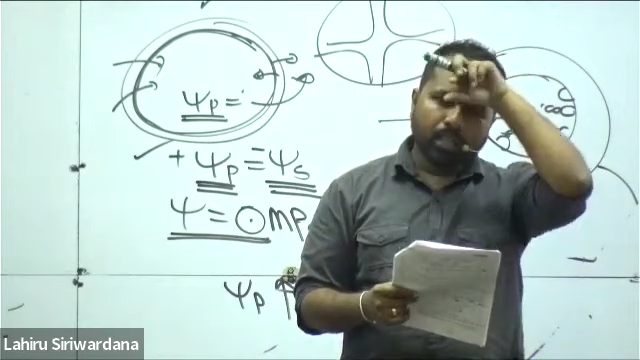 Ψp =
+ Ψp = Ψs
Ψ = 0 MP
Ψp ↑
Lahiru Siriwardana